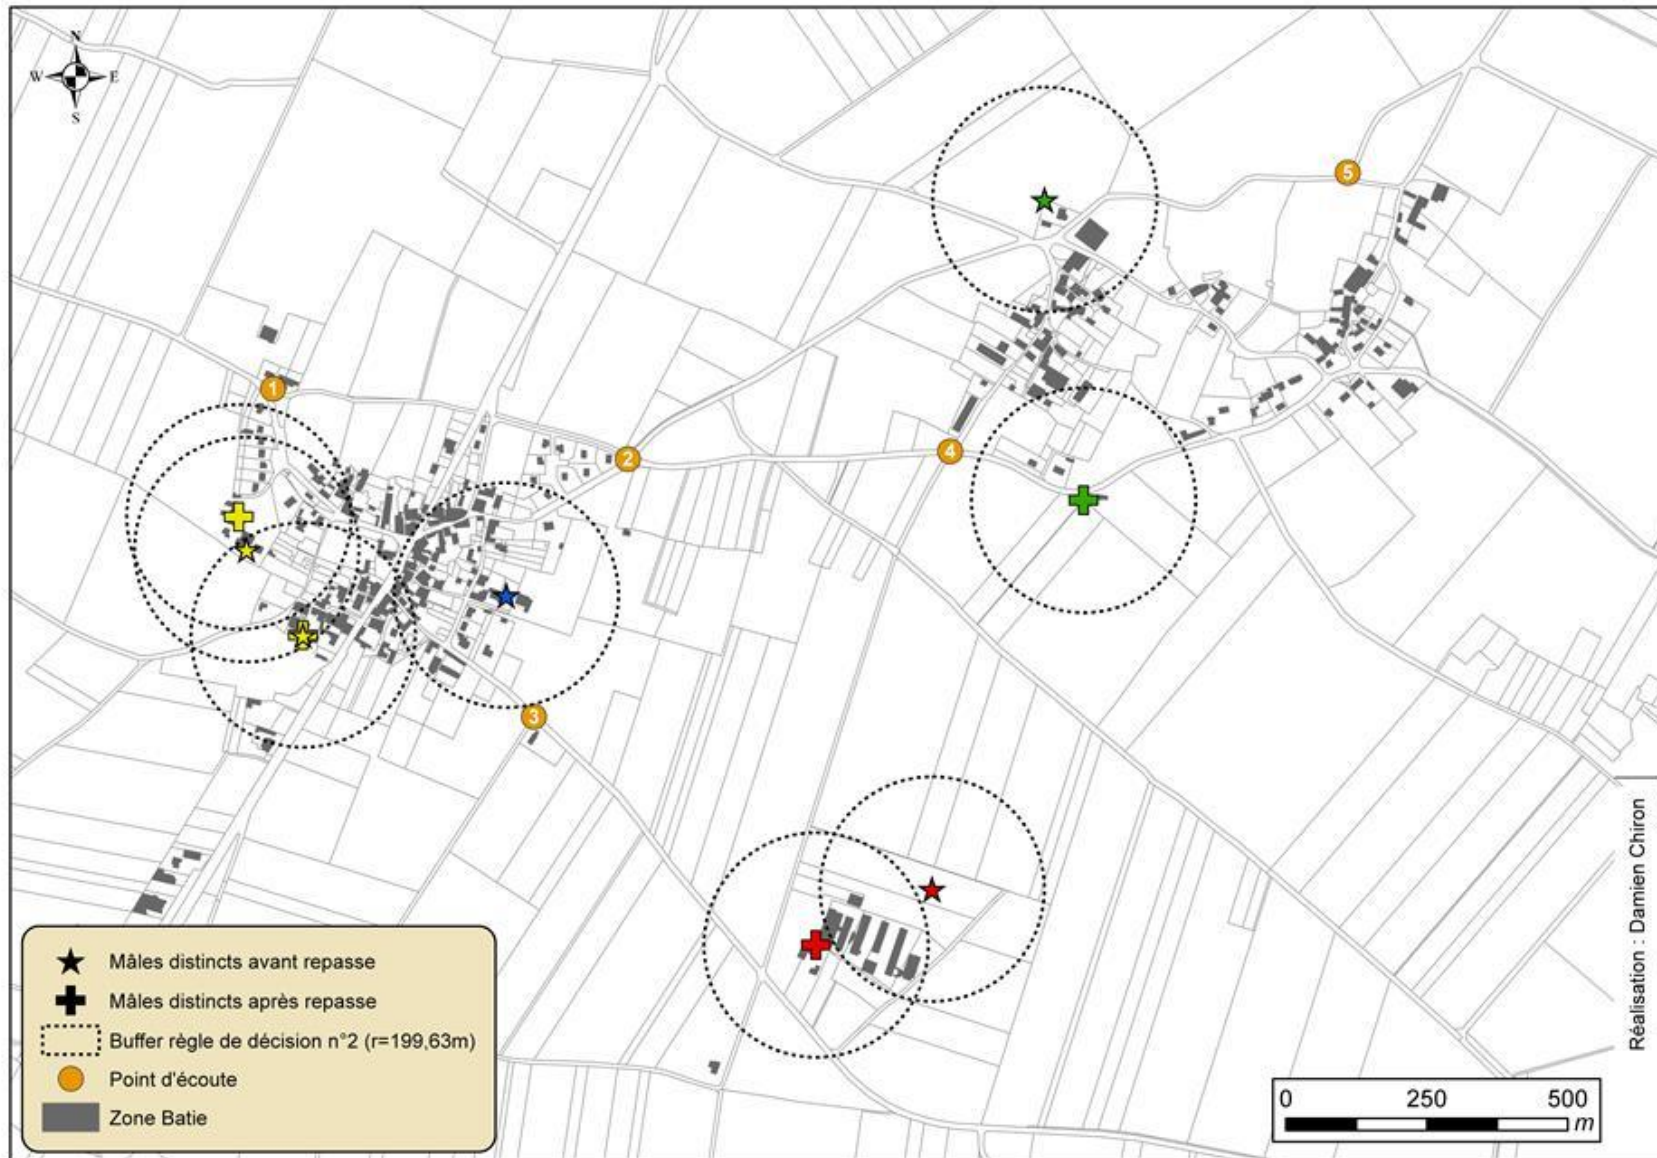 N
W E
S
5
1
2
4
3
Mâles distincts avant repasse
Mâles distincts après repasse
Buffer règle de décision n°2 (r=199,63m)
Point d'écoute
Zone Batie
0 250 500
m
Réalisation : Damien Chiron